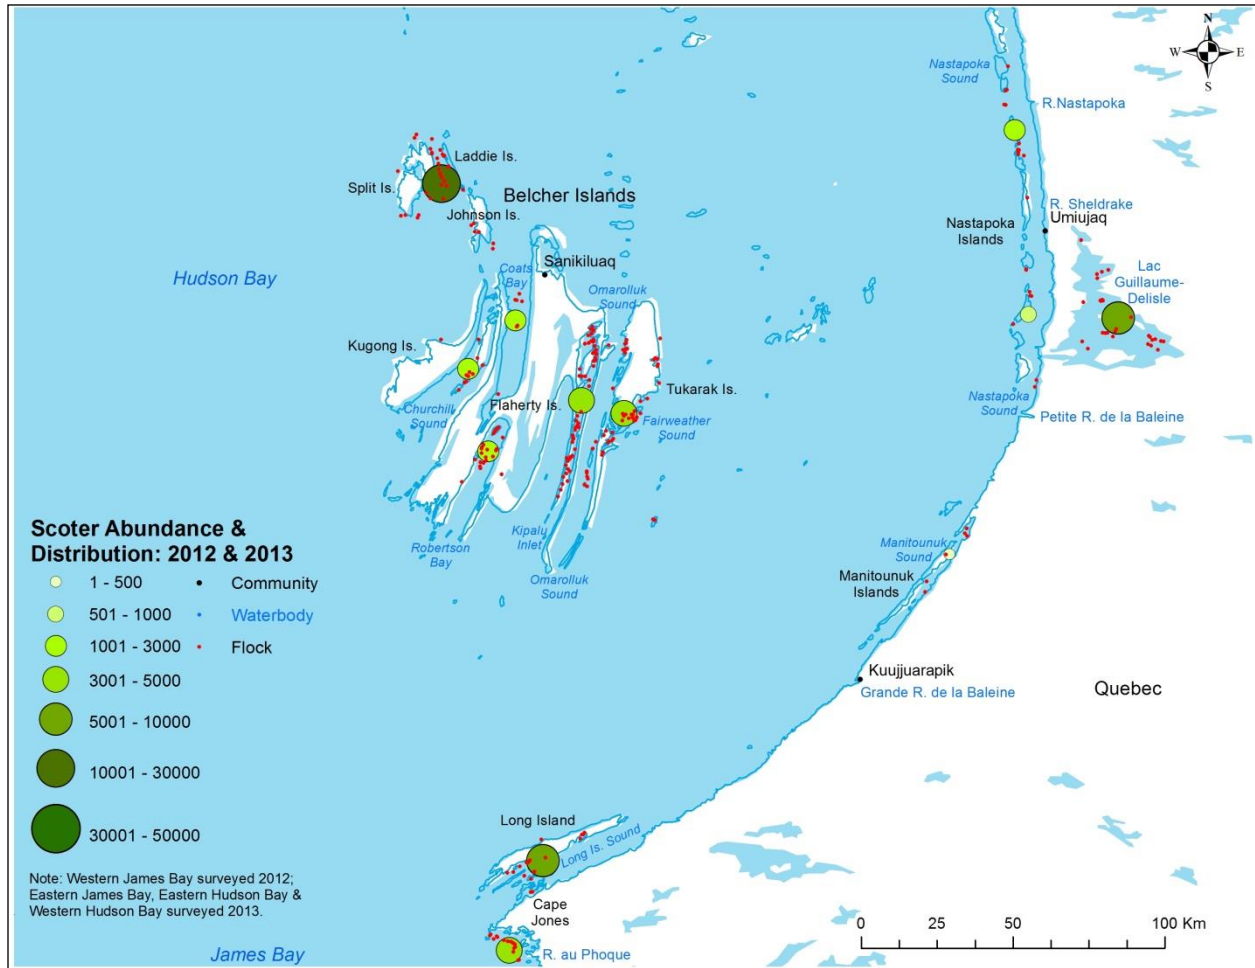 N
W E
S
Nastapoka
Sound
R.Nastapoka
Laddie Is.
Split Is.
Belcher Islands
Johnson Is.
R. Sheldrake
Nastapoka
Islands
Umiujaq
Hudson Bay
Coats
Bay
Sanikiluaq
Omarolluk
Sound
Lac
Guillaume-
Delisle
Kugong Is.
Churchill
Sound
Flaherty Is.
Tukarak Is.
Fairweather
Sound
Nastapoka
Sound
Petite R. de la Baleine
Robertson
Bay
Kipalu
Inlet
Omarolluk
Sound
Manitounuk
Sound
Manitounuk
Islands
Kuujjuarapik
Grande R. de la Baleine
Quebec
Scoter Abundance &
Distribution: 2012 & 2013
1 - 500
501 - 1000
1001 - 3000
3001 - 5000
5001 - 10000
10001 - 30000
30001 - 50000
Community
Waterbody
Flock
Note: Western James Bay surveyed 2012;
Eastern James Bay, Eastern Hudson Bay &
Western Hudson Bay surveyed 2013.
Long Island
Long Is. Sound
Cape
Jones
James Bay
R. au Phoque
0 25 50 100 Km